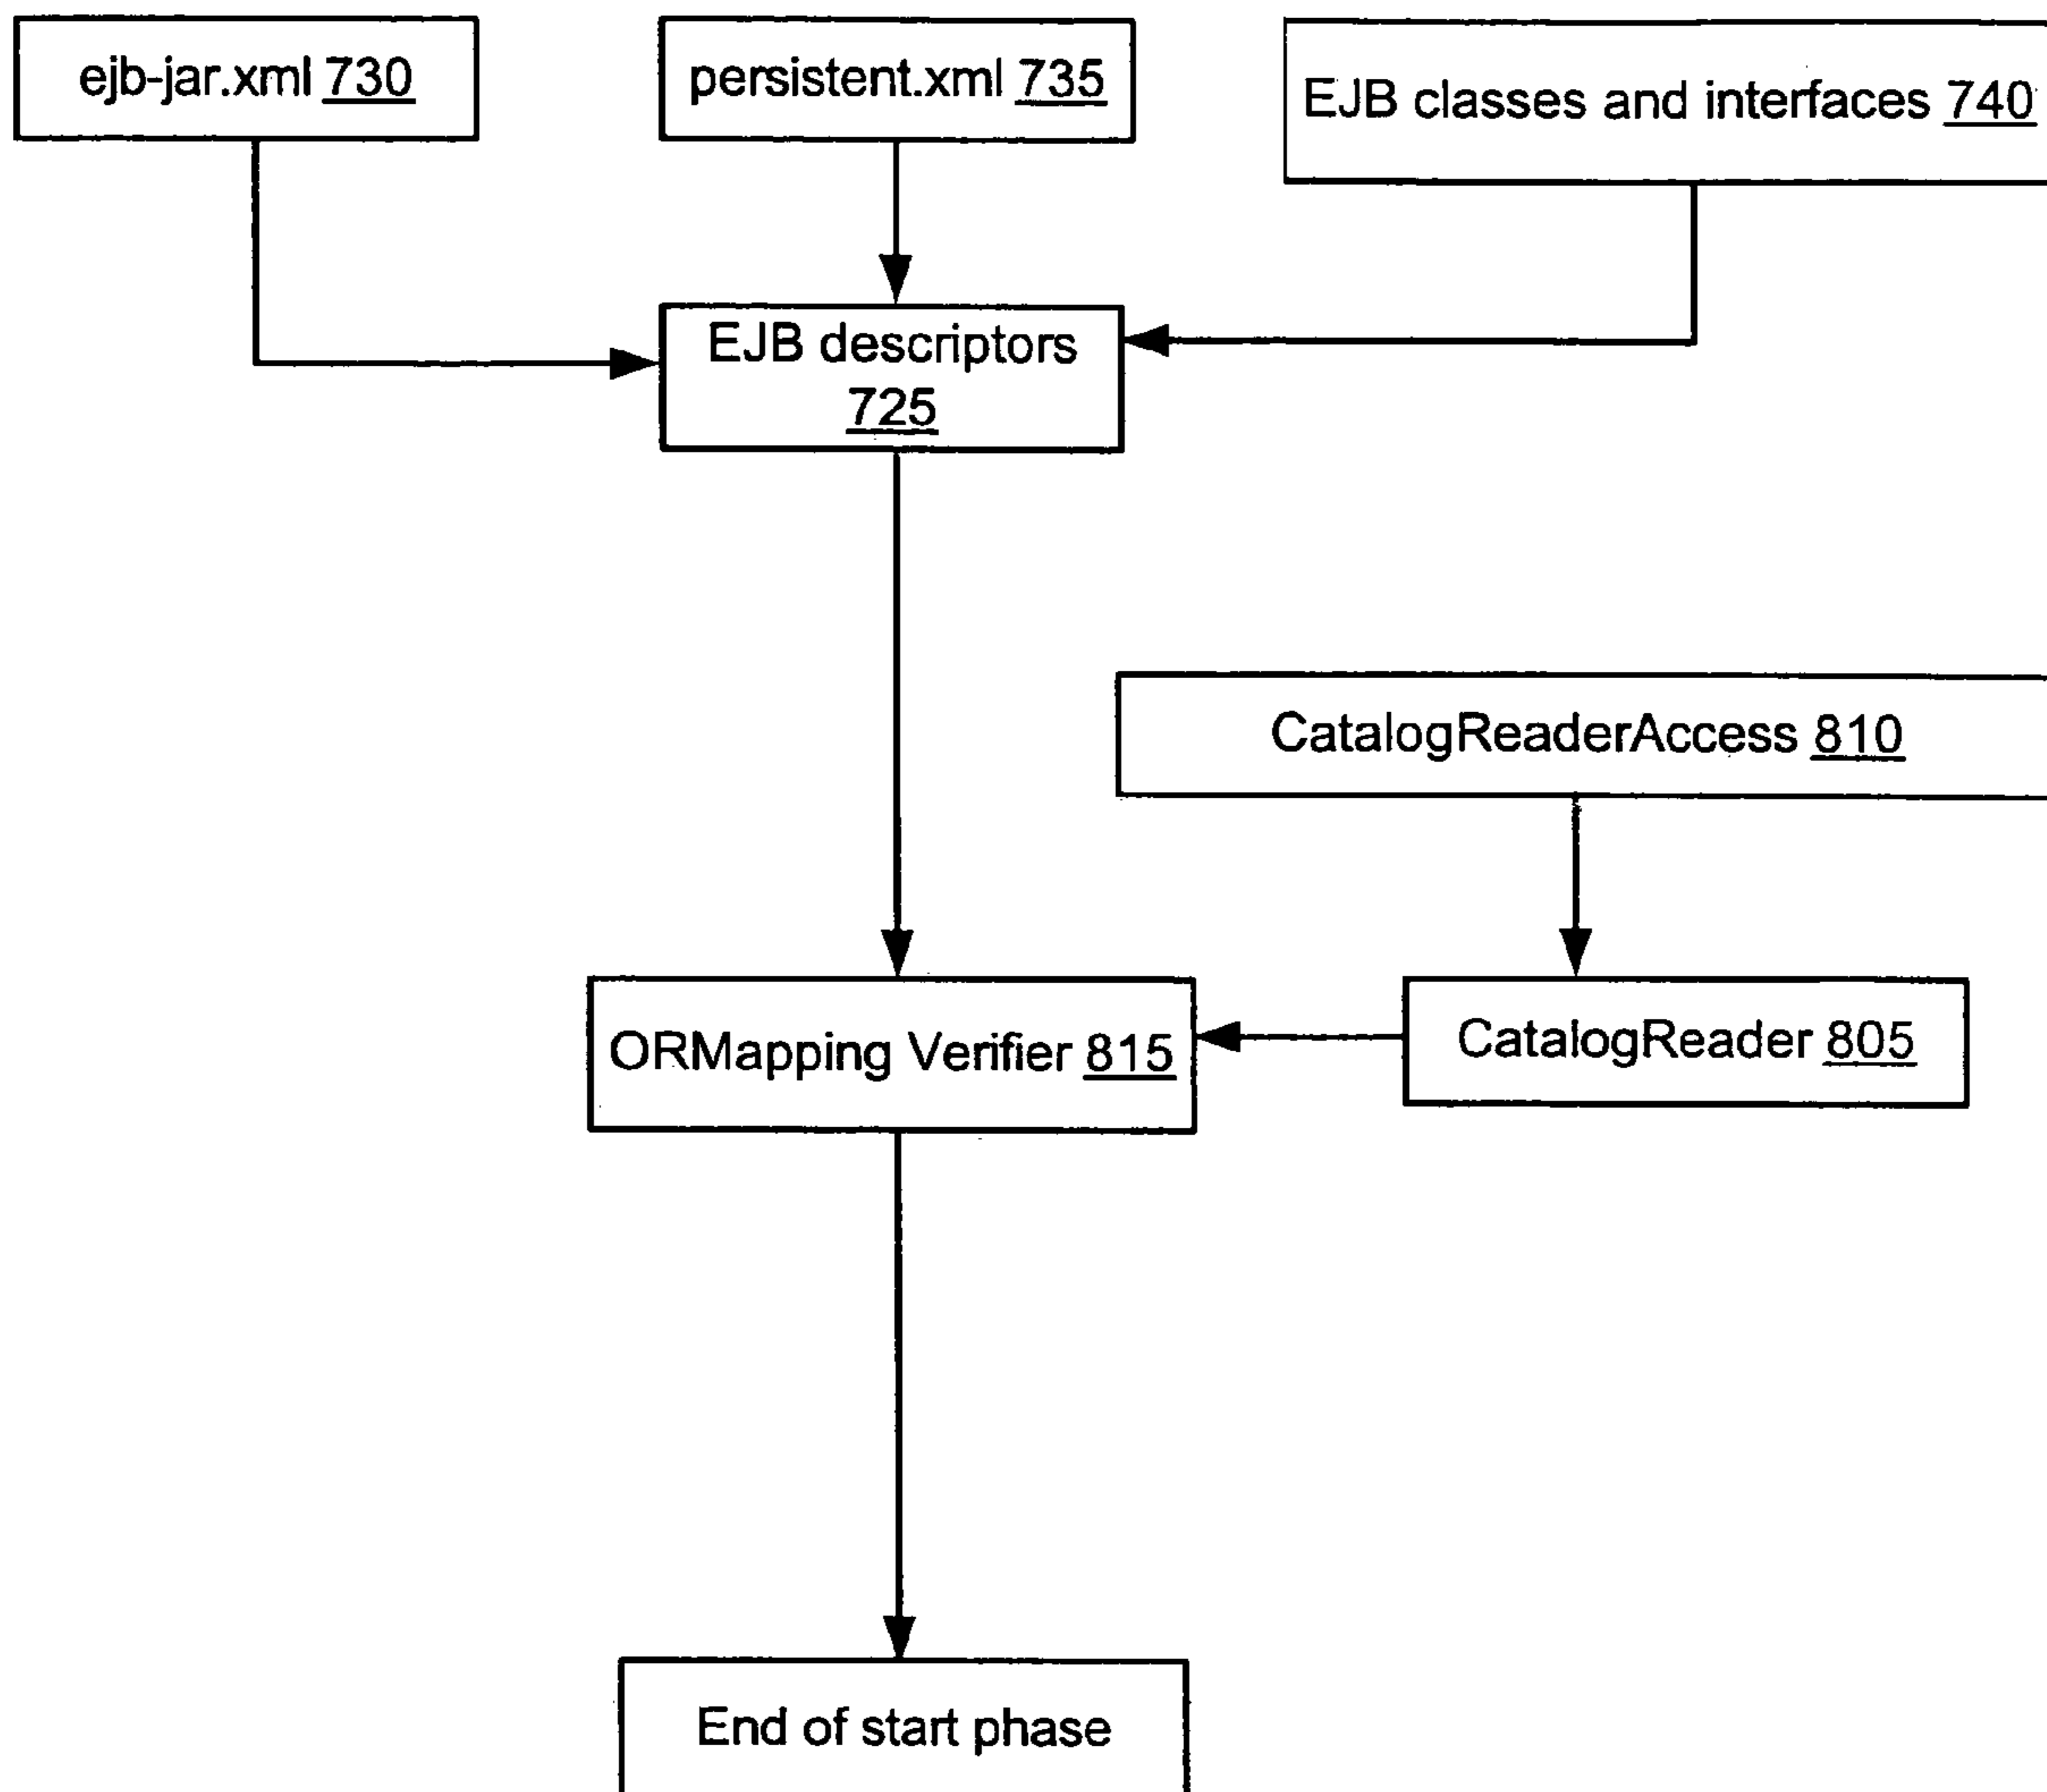 ejb-jar.xml 730
persistent.xml 735
EJB classes and interfaces 740
EJB descriptors
725
CatalogReaderAccess 810
ORMapping Verifier 815
CatalogReader 805
End of start phase